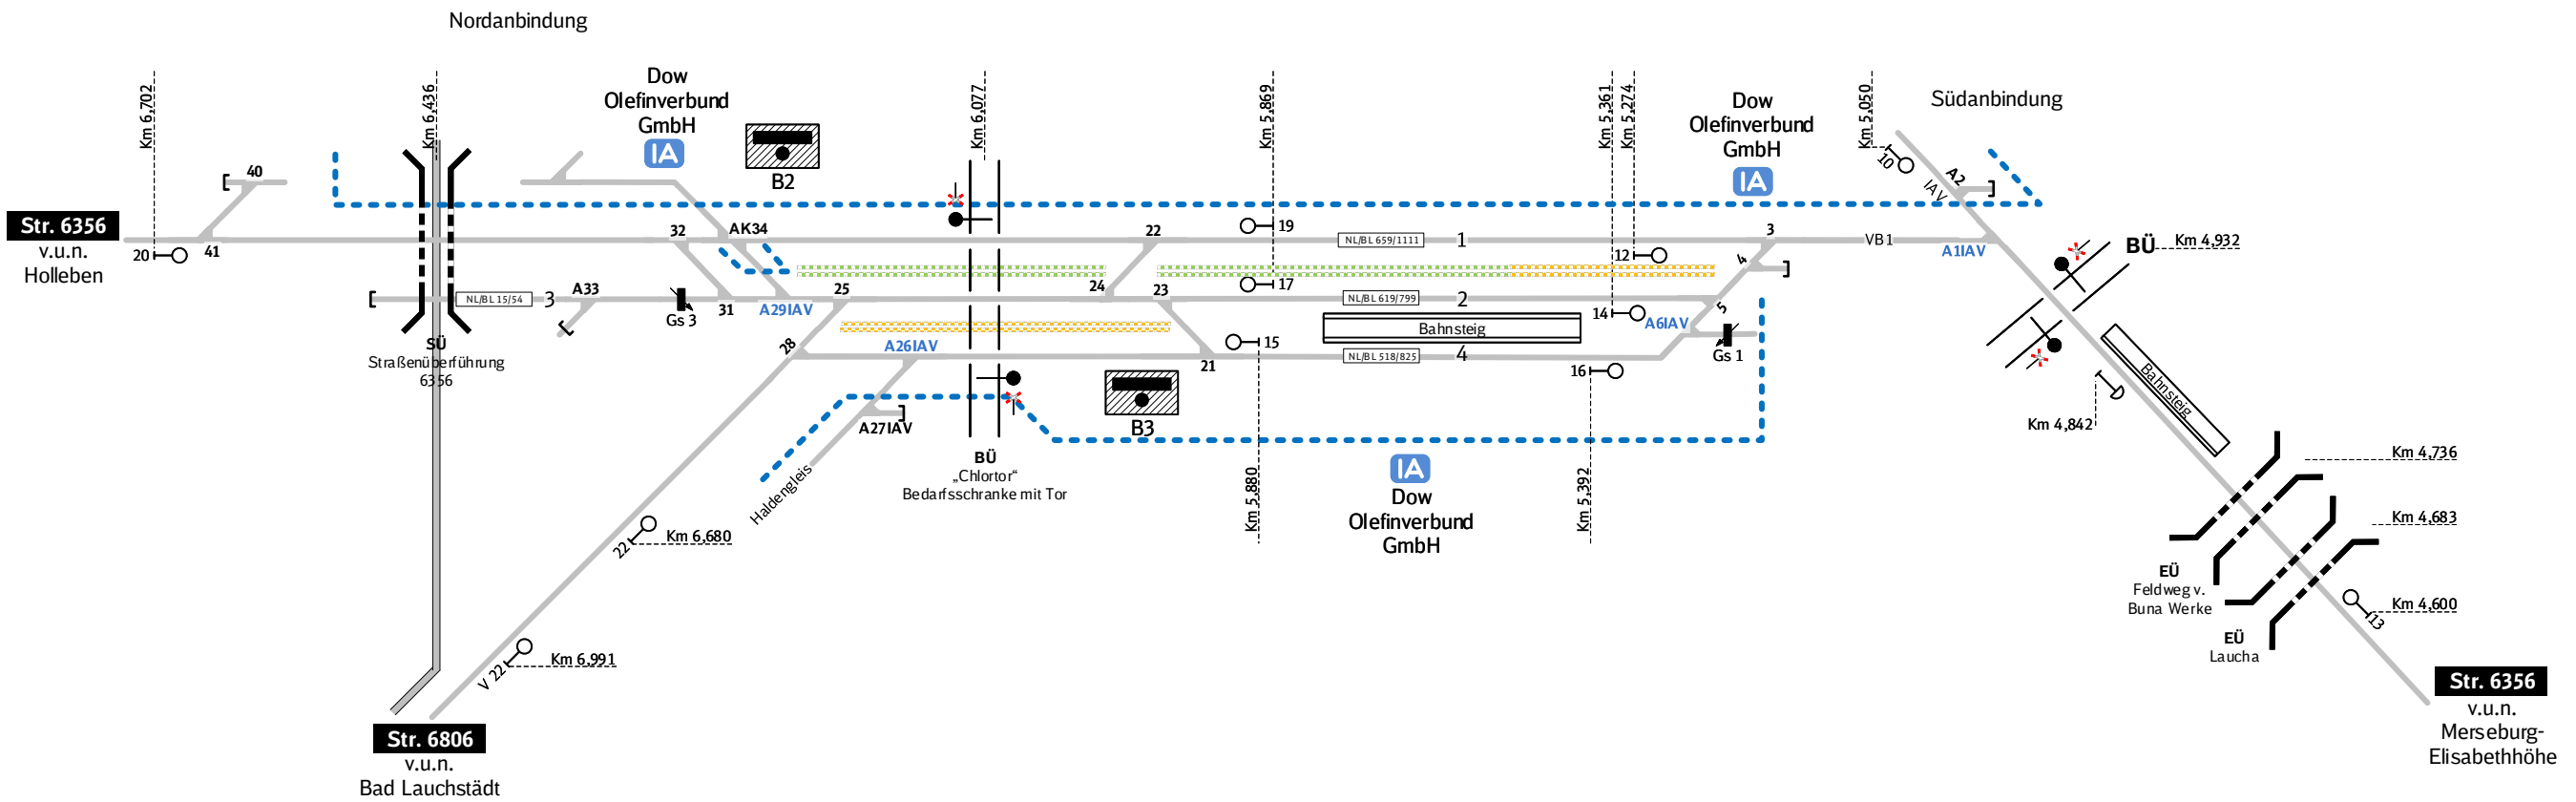 Nordanbindung
Südanbindung
Km 6,702
Km 6,436
Dow
Olefinverbund
GmbH
IA
B2
Km 6,077
Km 5,869
Km 5,361
Km 5,274
Dow
Olefinverbund
GmbH
IA
Km 5,050
10
A2
IAV
40
Str. 6356
v.u.n.
Holleben
20
41
32
AK34
22
19
NL/BL 659/1111
1
12
3
VB1
A1IAV
BÜ
Km 4,932
4
NL/BL 15/54
3
A33
Gs 3
31
A29IAV
25
24
23
17
NL/BL 619/799
2
14
5
A6IAV
Gs 1
Bahnsteig
SÜ
Straßenüberführung
6356
28
A26IAV
21
15
NL/BL 518/825
4
16
A27IAV
Haldengleis
BÜ
„Chlortor“
Bedarfsschranke mit Tor
B3
Km 5,880
Km 5,392
IA
Dow
Olefinverbund
GmbH
Bahnsteig
Km 4,842
Km 4,736
Km 4,683
Km 4,600
13
EÜ
Feldweg v.
Buna Werke
EÜ
Laucha
22
Km 6,680
V 22
Km 6,991
Str. 6806
v.u.n.
Bad Lauchstädt
Str. 6356
v.u.n.
Merseburg-
Elisabethhöhe